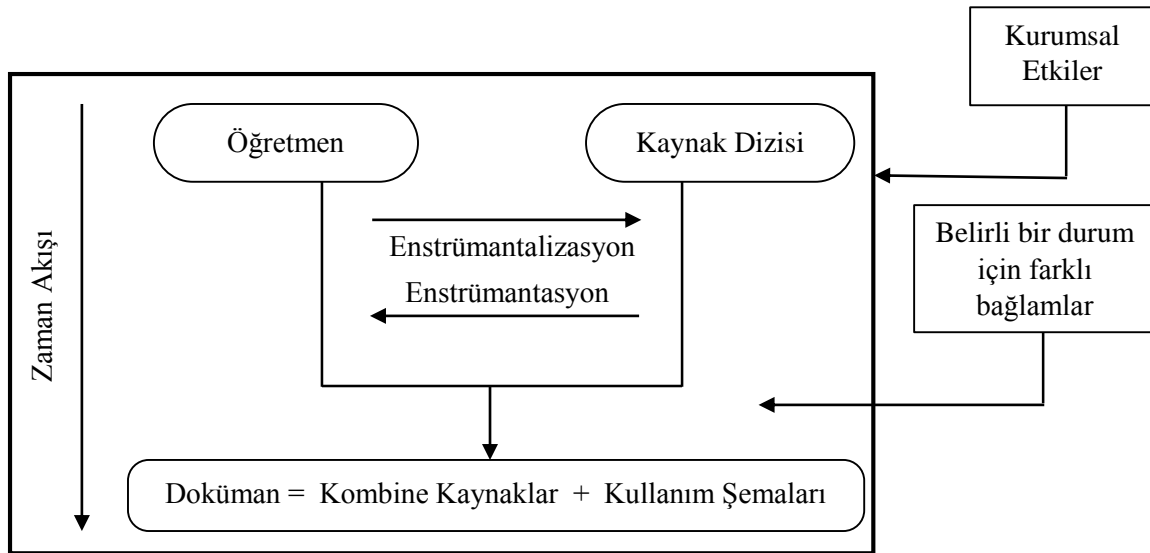 Kurumsal
Etkiler
Öğretmen
Kaynak Dizisi
Enstrümantalizasyon
Enstrümantasyon
Zaman Akışı
Belirli bir durum
için farklı
bağlamlar
Doküman = Kombine Kaynaklar + Kullanım Şemaları